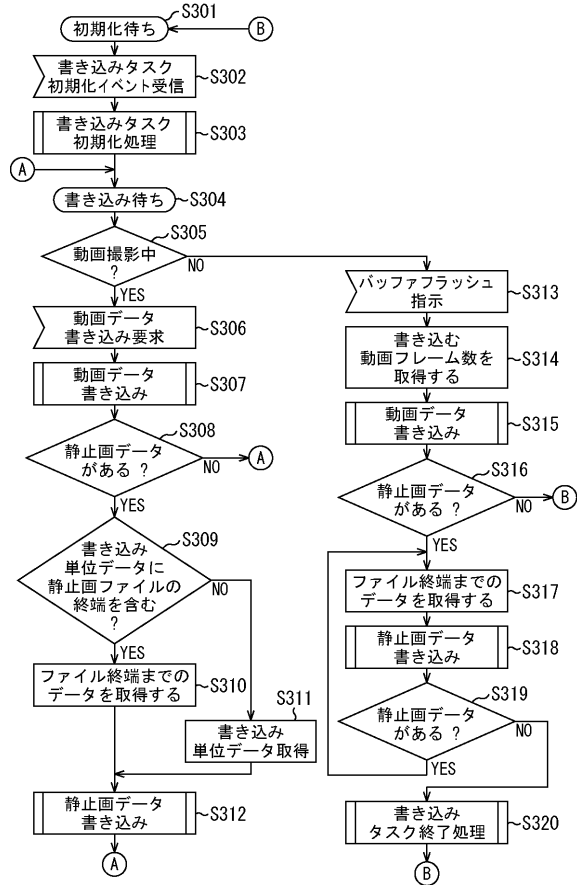 S301
初期化待ち
B
書き込みタスク
初期化イベント受信
S302
書き込みタスク
初期化処理
S303
A
書き込み待ち
S304
S305
動画撮影中
?
NO
YES
動画データ
書き込み要求
S306
動画データ
書き込み
S307
S308
静止画データ
がある ?
NO
A
YES
S309
書き込み
単位データに
静止画ファイルの
終端を含む
?
NO
YES
ファイル終端までの
データを取得する
S310
S311
書き込み
単位データ取得
静止画データ
書き込み
S312
A
バッファフラッシュ
指示
S313
書き込む
動画フレーム数を
取得する
S314
動画データ
書き込み
S315
S316
静止画データ
がある ?
NO
B
YES
ファイル終端までの
データを取得する
S317
静止画データ
書き込み
S318
S319
静止画データ
がある ?
NO
YES
書き込み
タスク終了処理
S320
B